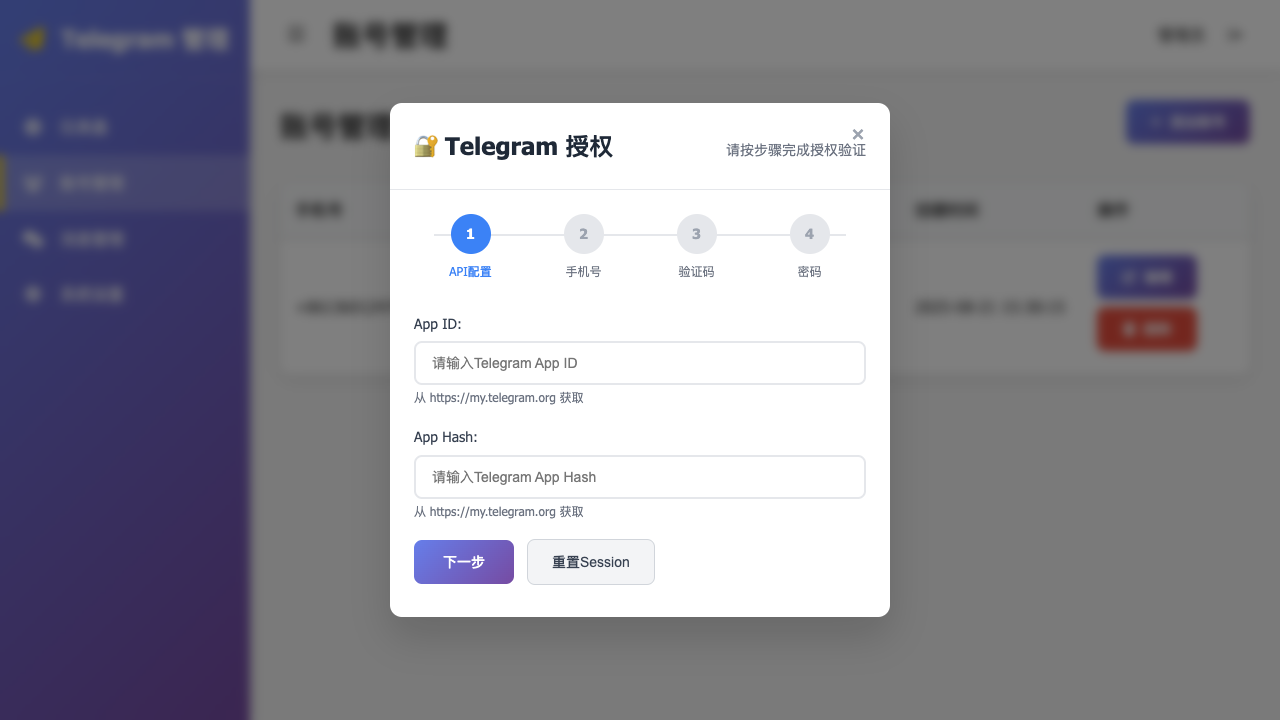 Telegram 管理
账号管理
账号管理
🔐 Telegram 授权
×
请按步骤完成授权验证
1
2
3
4
API配置
手机号
验证码
密码
App ID:
请输入Telegram App ID
从 https://my.telegram.org 获取
App Hash:
请输入Telegram App Hash
从 https://my.telegram.org 获取
下一步
重置Session